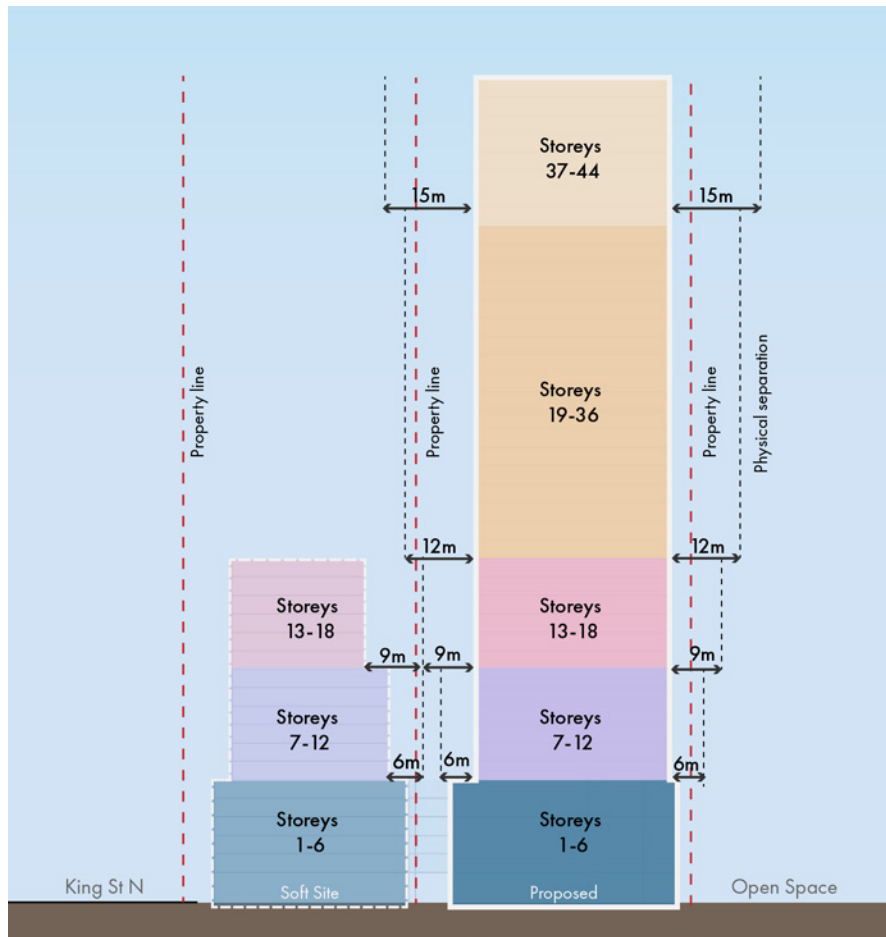 Storeys
37-44
15m
15m
Property line
Property line
Storeys
19-36
Property line
Physical separation
12m
12m
Storeys
13-18
Storeys
13-18
9m
9m
9m
Storeys
7-12
Storeys
7-12
6m
6m
6m
Storeys
1-6
Storeys
1-6
King St N
Soft Site
Proposed
Open Space